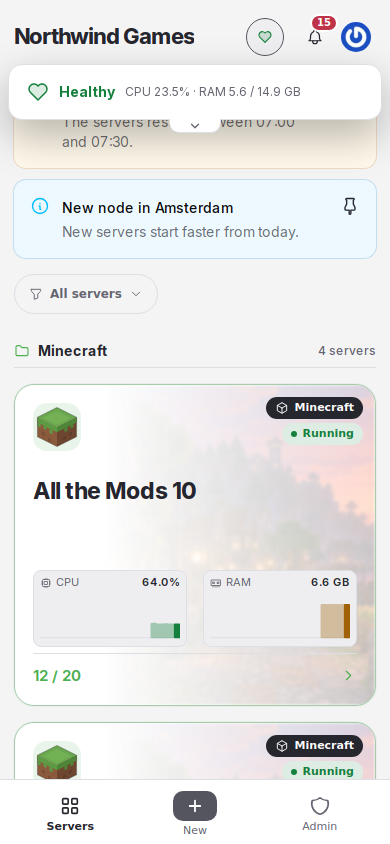 Northwind Games
15
Healthy CPU 23.5% · RAM 5.6 / 14.9 GB
The servers res ween 07:00
and 07:30.
New node in Amsterdam
New servers start faster from today.
All servers
Minecraft 4 servers
Minecraft
Running
All the Mods 10
CPU 64.0% RAM 6.6 GB
12 / 20
Minecraft
Running
Servers New Admin